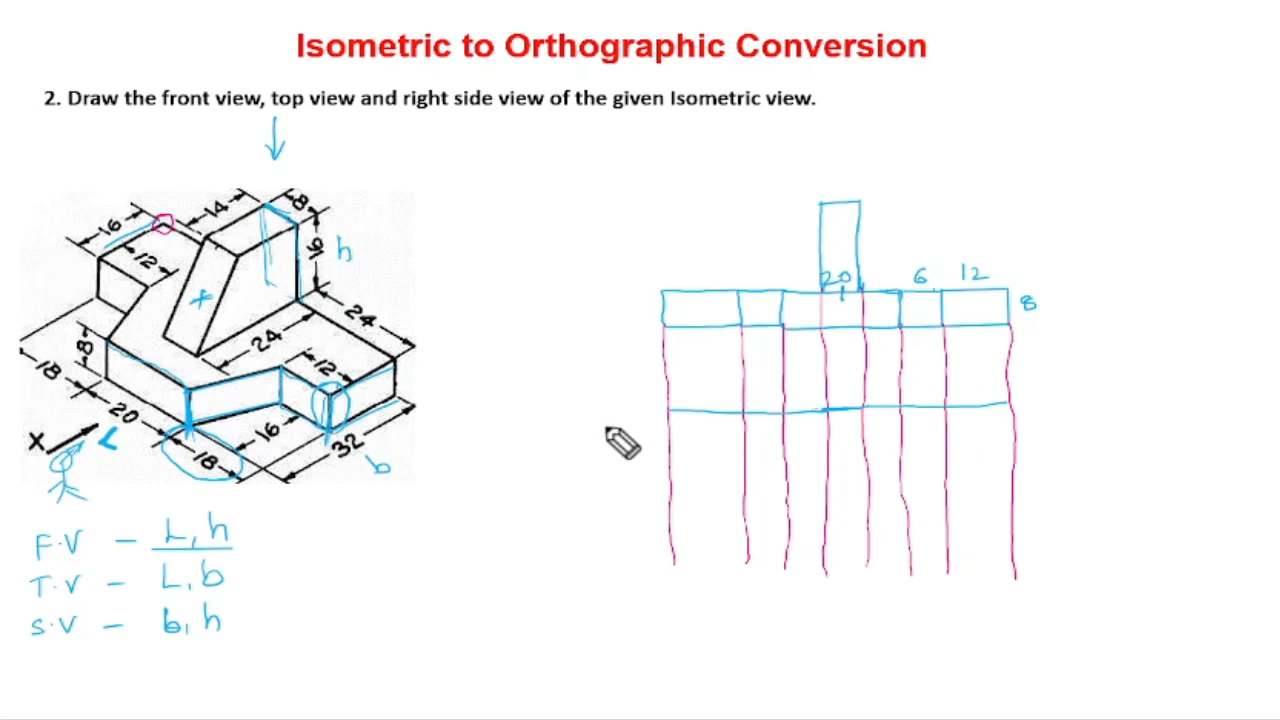 Isometric to Orthographic Conversion
2. Draw the front view, top view and right side view of the given Isometric view.
16
14
8
12
16
h
24
8
24
12
18
20
X
L
16
18
32
b
20
6
12
8
F.V - L, h
T.V - L, b
S.V - b, h